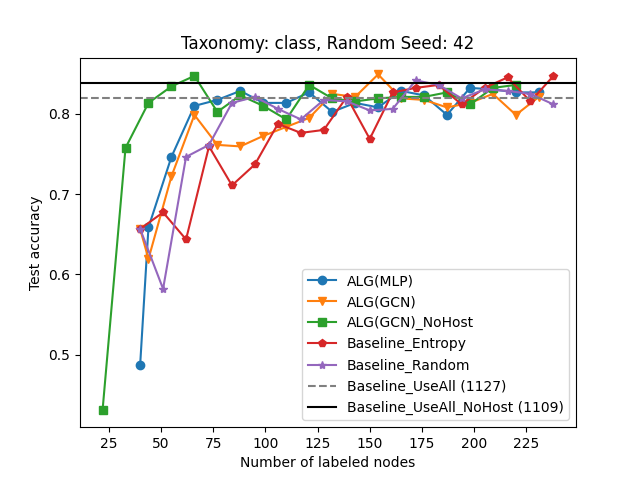 Taxonomy: class, Random Seed: 42
Test accuracy
0.8
0.7
0.6
0.5
ALG(MLP)
ALG(GCN)
ALG(GCN)_NoHost
Baseline_Entropy
Baseline_Random
Baseline_UseAll (1127)
Baseline_UseAll_NoHost (1109)
25 50 75 100 125 150 175 200 225
Number of labeled nodes